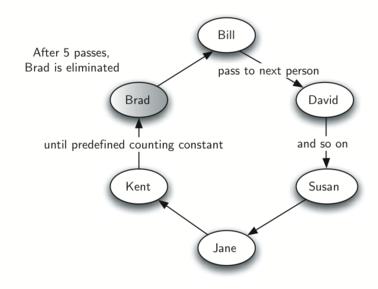 Bill
After 5 passes,
Brad is eliminated
pass to next person
Brad
David
until predefined counting constant
and so on
Kent
Susan
Jane